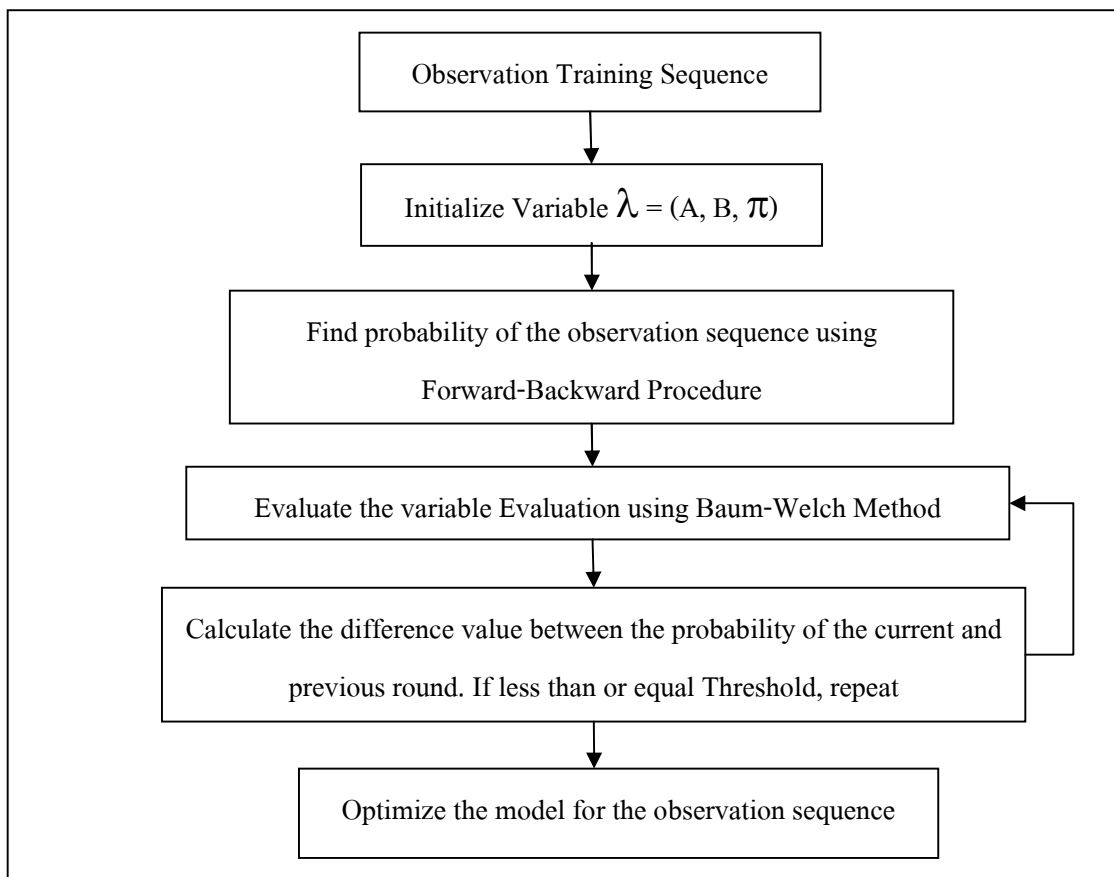 Observation Training Sequence
Initialize Variable λ = (A, B, π)
Find probability of the observation sequence using
Forward-Backward Procedure
Evaluate the variable Evaluation using Baum-Welch Method
Calculate the difference value between the probability of the current and
previous round. If less than or equal Threshold, repeat
Optimize the model for the observation sequence